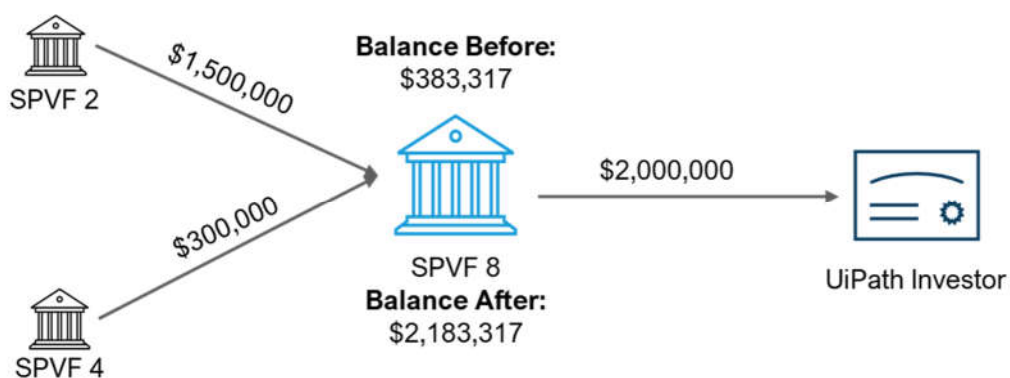 SPVF 2
$1,500,000
Balance Before:
$383,317
$2,000,000
$300,000
SPVF 8
Balance After:
$2,183,317
UiPath Investor
SPVF 4